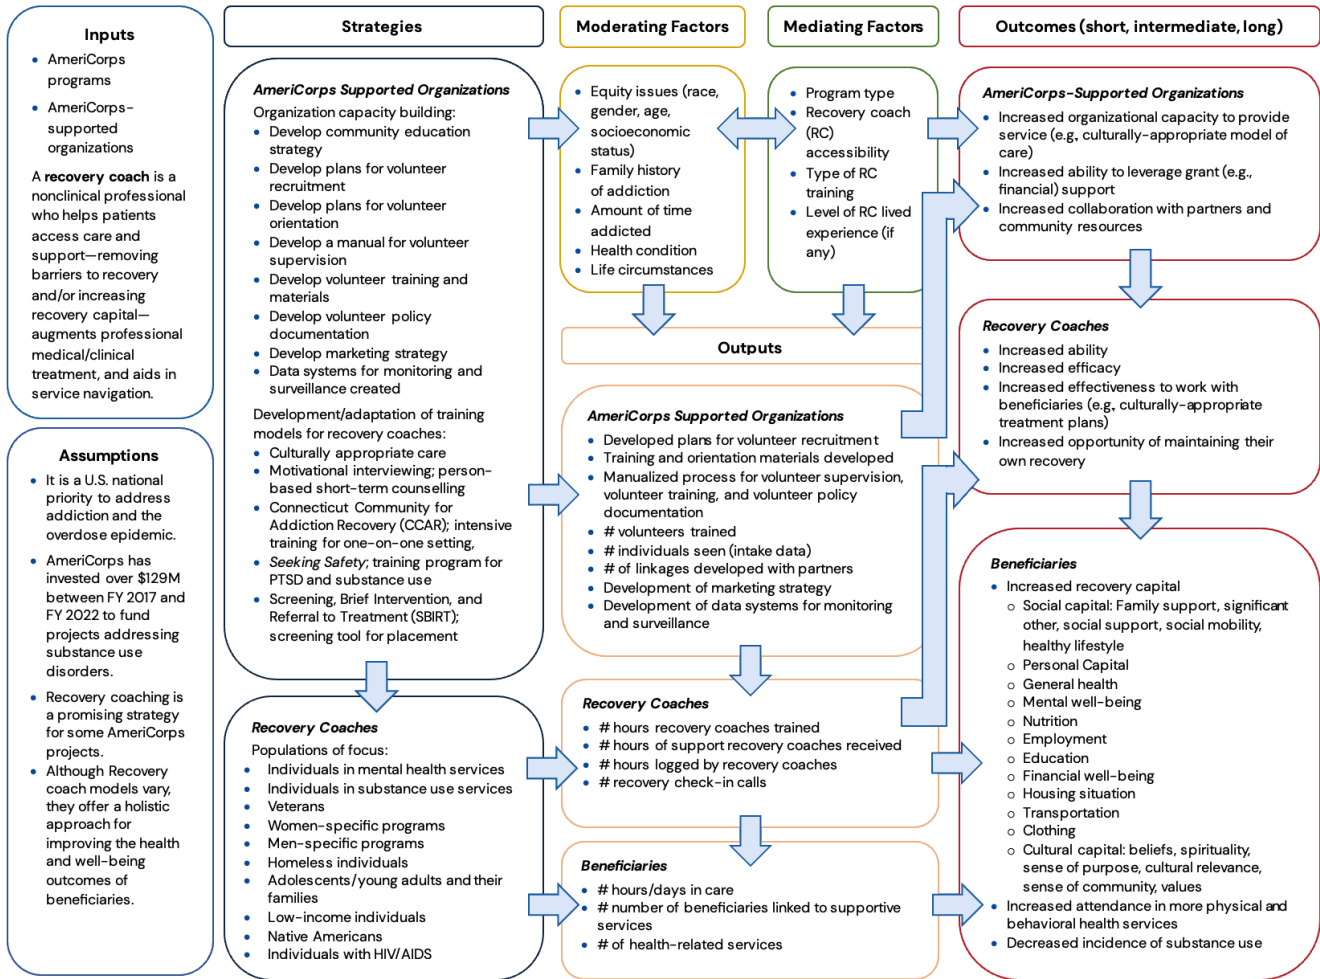 Inputs
• AmeriCorps
programs
• AmeriCorps-
supported
organizations
A recovery coach is a
nonclinical professional
who helps patients
access care and
support—removing
barriers to recovery
and/or increasing
recovery capital—
augments professional
medical/clinical
treatment, and aids in
service navigation.
Assumptions
• It is a U.S. national
priority to address
addiction and the
overdose epidemic.
• AmeriCorps has
invested over $129M
between FY 2017 and
FY 2022 to fund
projects addressing
substance use
disorders.
• Recovery coaching is
a promising strategy
for some AmeriCorps
projects.
• Although Recovery
coach models vary,
they offer a holistic
approach for
improving the health
and well-being
outcomes of
beneficiaries.
Strategies
AmeriCorps Supported Organizations
Organization capacity building:
• Develop community education
strategy
• Develop plans for volunteer
recruitment
• Develop plans for volunteer
orientation
• Develop a manual for volunteer
supervision
• Develop volunteer training and
materials
• Develop volunteer policy
documentation
• Develop marketing strategy
• Data systems for monitoring and
surveillance created
Development/adaptation of training
models for recovery coaches:
• Culturally appropriate care
• Motivational interviewing; person-
based short-term counselling
• Connecticut Community for
Addiction Recovery (CCAR); intensive
training for one-on-one setting,
• Seeking Safety; training program for
PTSD and substance use
• Screening, Brief Intervention, and
Referral to Treatment (SBIRT);
screening tool for placement
Recovery Coaches
Populations of focus:
• Individuals in mental health services
• Individuals in substance use services
• Veterans
• Women-specific programs
• Men-specific programs
• Homeless individuals
• Adolescents/young adults and their
families
• Low-income individuals
• Native Americans
• Individuals with HIV/AIDS
Moderating Factors
• Equity issues (race,
gender, age,
socioeconomic
status)
• Family history
of addiction
• Amount of time
addicted
• Health condition
• Life circumstances
Mediating Factors
• Program type
• Recovery coach
(RC)
accessibility
• Type of RC
training
• Level of RC lived
experience (if
any)
Outputs
AmeriCorps Supported Organizations
• Developed plans for volunteer recruitment
• Training and orientation materials developed
• Manualized process for volunteer supervision,
volunteer training, and volunteer policy
documentation
• # volunteers trained
• # individuals seen (intake data)
• # of linkages developed with partners
• Development of marketing strategy
• Development of data systems for monitoring
and surveillance
Recovery Coaches
• # hours recovery coaches trained
• # hours of support recovery coaches received
• # hours logged by recovery coaches
• # recovery check-in calls
Beneficiaries
• # hours/days in care
• # number of beneficiaries linked to supportive
services
• # of health-related services
Outcomes (short, intermediate, long)
AmeriCorps-Supported Organizations
• Increased organizational capacity to provide
service (e.g., culturally-appropriate model of
care)
• Increased ability to leverage grant (e.g.,
financial) support
• Increased collaboration with partners and
community resources
Recovery Coaches
• Increased ability
• Increased efficacy
• Increased effectiveness to work with
beneficiaries (e.g., culturally-appropriate
treatment plans)
• Increased opportunity of maintaining their
own recovery
Beneficiaries
• Increased recovery capital
o Social capital: Family support, significant
other, social support, social mobility,
healthy lifestyle
o Personal Capital
o General health
o Mental well-being
o Nutrition
o Employment
o Education
o Financial well-being
o Housing situation
o Transportation
o Clothing
o Cultural capital: beliefs, spirituality,
sense of purpose, cultural relevance,
sense of community, values
• Increased attendance in more physical and
behavioral health services
• Decreased incidence of substance use